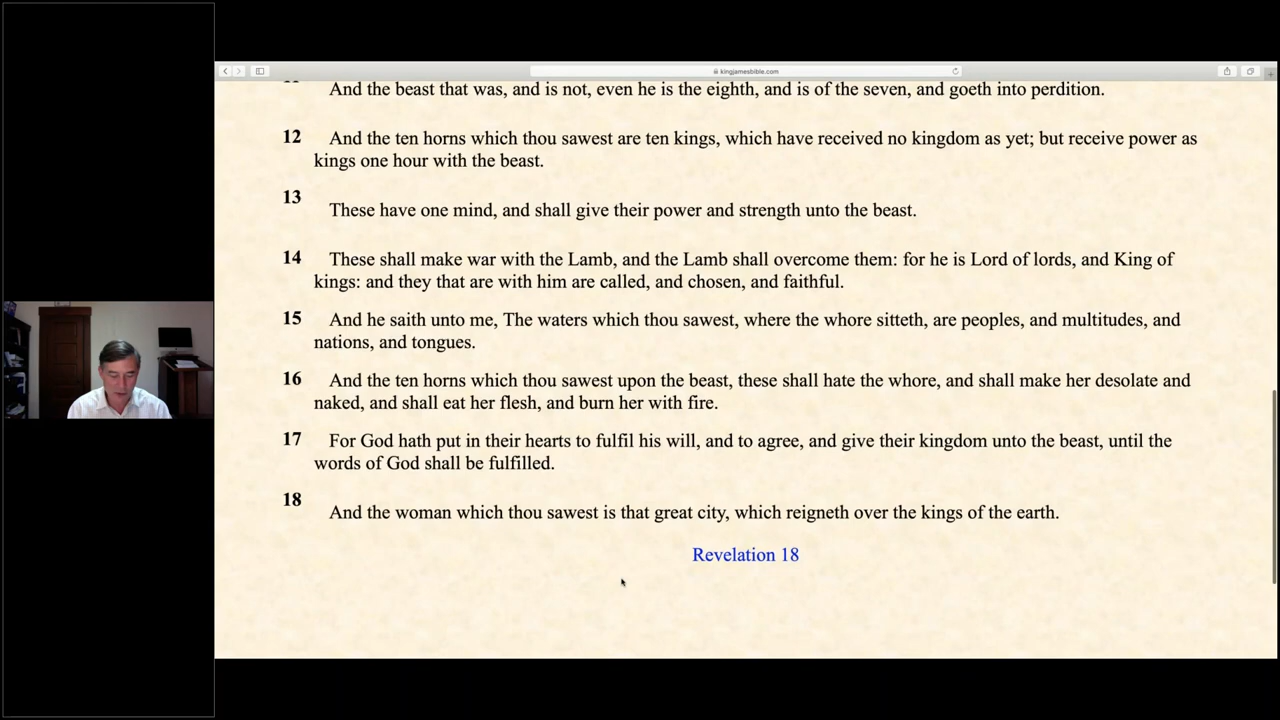 kingjamesbible.com
And the beast that was, and is not, even he is the eighth, and is of the seven, and goeth into perdition.
12 And the ten horns which thou sawest are ten kings, which have received no kingdom as yet; but receive power as
kings one hour with the beast.
13 These have one mind, and shall give their power and strength unto the beast.
14 These shall make war with the Lamb, and the Lamb shall overcome them: for he is Lord of lords, and King of
kings: and they that are with him are called, and chosen, and faithful.
15 And he saith unto me, The waters which thou sawest, where the whore sitteth, are peoples, and multitudes, and
nations, and tongues.
16 And the ten horns which thou sawest upon the beast, these shall hate the whore, and shall make her desolate and
naked, and shall eat her flesh, and burn her with fire.
17 For God hath put in their hearts to fulfil his will, and to agree, and give their kingdom unto the beast, until the
words of God shall be fulfilled.
18 And the woman which thou sawest is that great city, which reigneth over the kings of the earth.
Revelation 18